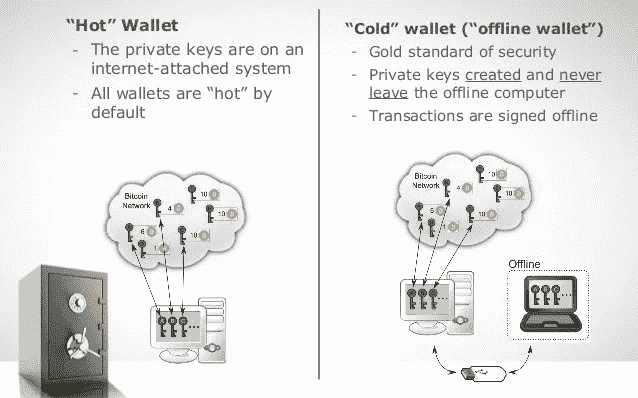 “Hot” Wallet
- The private keys are on an
internet-attached system
- All wallets are “hot” by
default
Bitcoin
Network
10
4
10
6
10
1
“Cold” wallet (“offline wallet”)
- Gold standard of security
- Private keys created and never
leave the offline computer
- Transactions are signed offline
Bitcoin
Network
10
4
10
6
10
Offline